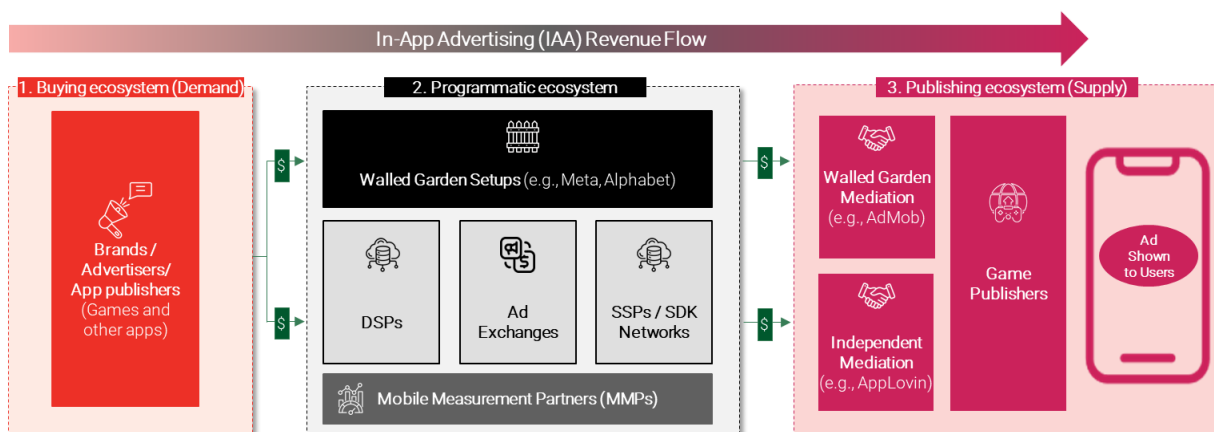 In-App Advertising (IAA) Revenue Flow
1. Buying ecosystem (Demand)
Brands /
Advertisers/
App publishers
(Games and
other apps)
$
$
2. Programmatic ecosystem
Walled Garden Setups (e.g., Meta, Alphabet)
DSPs
$
Ad
Exchanges
SSPs / SDK
Networks
Mobile Measurement Partners (MMPs)
$
$
3. Publishing ecosystem (Supply)
Walled Garden
Mediation
(e.g., AdMob)
Independent
Mediation
(e.g., AppLovin)
Game
Publishers
Ad
Shown
to Users